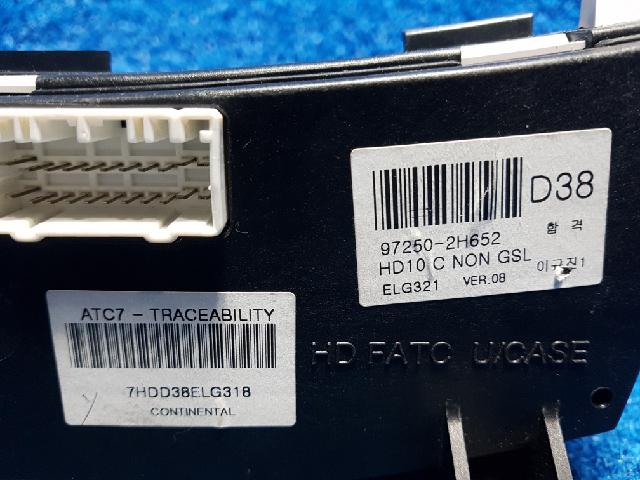 D38
97250-2H652
합격
HD10 C NON GSL
이규진1
ELG321 VER.08
ATC7 - TRACEABILITY
7HDD38ELG318
CONTINENTAL
HD FATC U/CASE